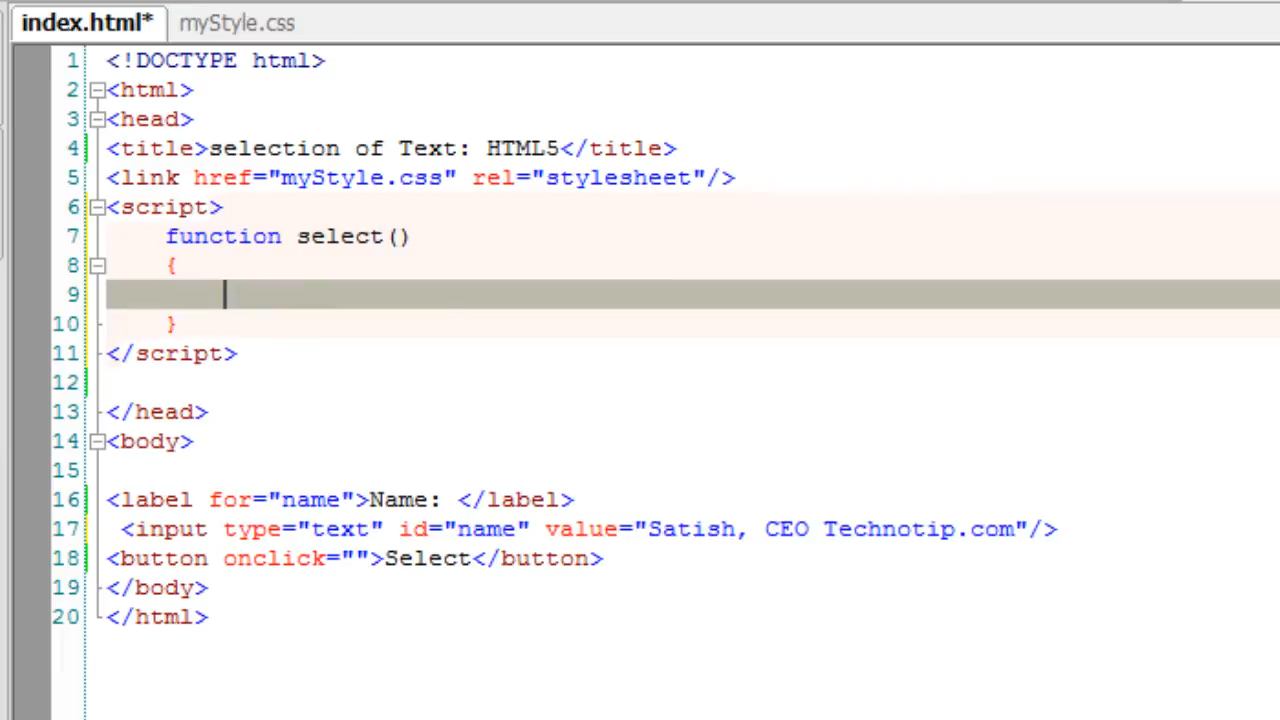 index.html* myStyle.css
1 <!DOCTYPE html>
2 <html>
3 <head>
4 <title>selection of Text: HTML5</title>
5 <link href="myStyle.css" rel="stylesheet"/>
6 <script>
7 function select()
8 {
9
10 }
11 </script>
12
13 </head>
14 <body>
15
16 <label for="name">Name: </label>
17 <input type="text" id="name" value="Satish, CEO Technotip.com"/>
18 <button onclick="">Select</button>
19 </body>
20 </html>